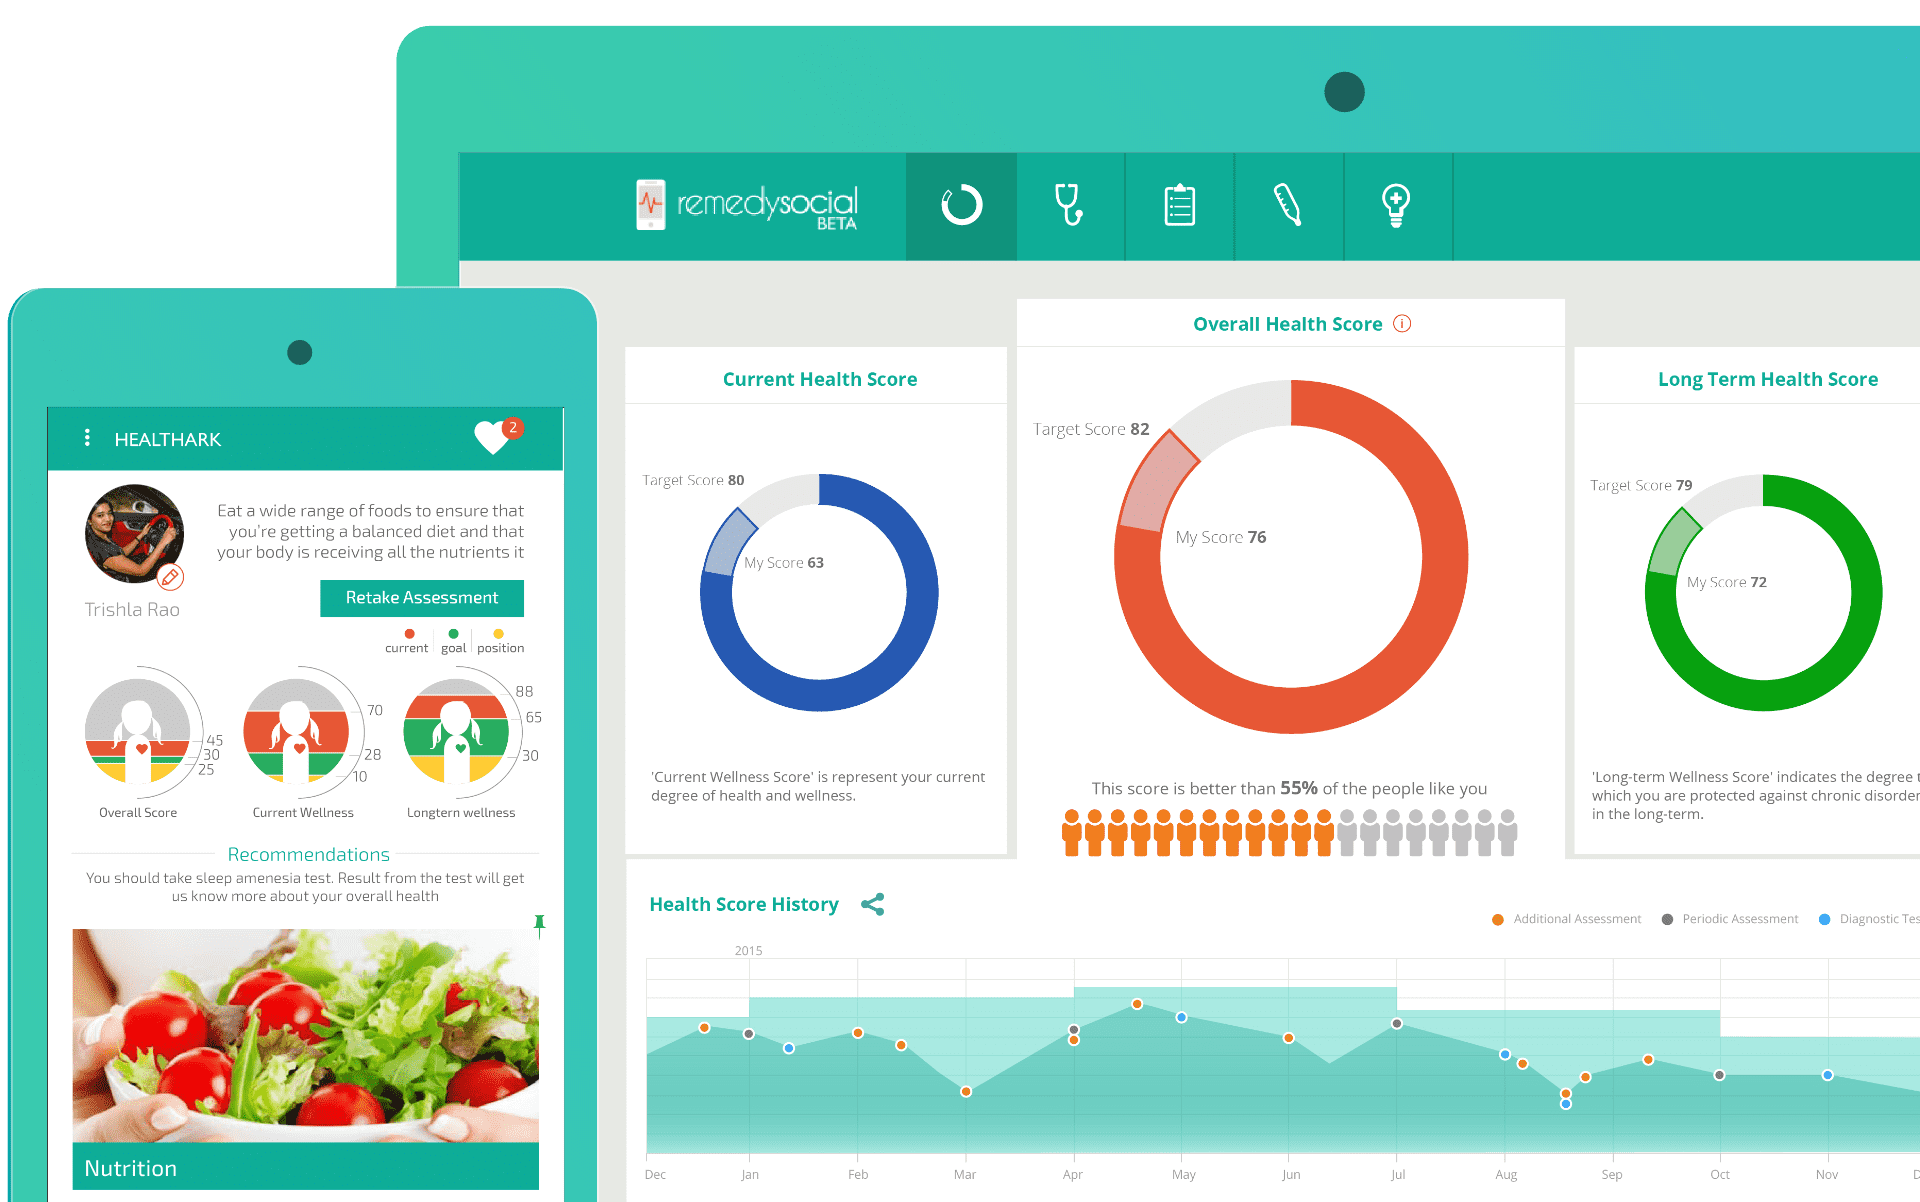 remedysocial
BETA
Overall Health Score
Target Score 82
My Score 76
This score is better than 55% of the people like you
Current Health Score
Target Score 80
My Score 63
'Current Wellness Score' is represent your current
degree of health and wellness.
Long Term Health Score
Target Score 79
My Score 72
'Long-term Wellness Score' indicates the degree
which you are protected against chronic
in the long-term.
Health Score History
Additional Assessment
Periodic Assessment
Diagnostic
2015
Dec Jan Feb Mar Apr May Jun Jul Aug Sep Oct Nov
HEALTHARK
2
Eat a wide range of foods to ensure that
you're getting a balanced diet and that
your body is receiving all the nutrients it
Trishla Rao
Retake Assessment
current goal position
45
30
25
Overall Score
70
28
10
Current Wellness
88
65
30
Longtern wellness
Recommendations
You should take sleep amenesia test. Result from the test will get
us know more about your overall health
Nutrition